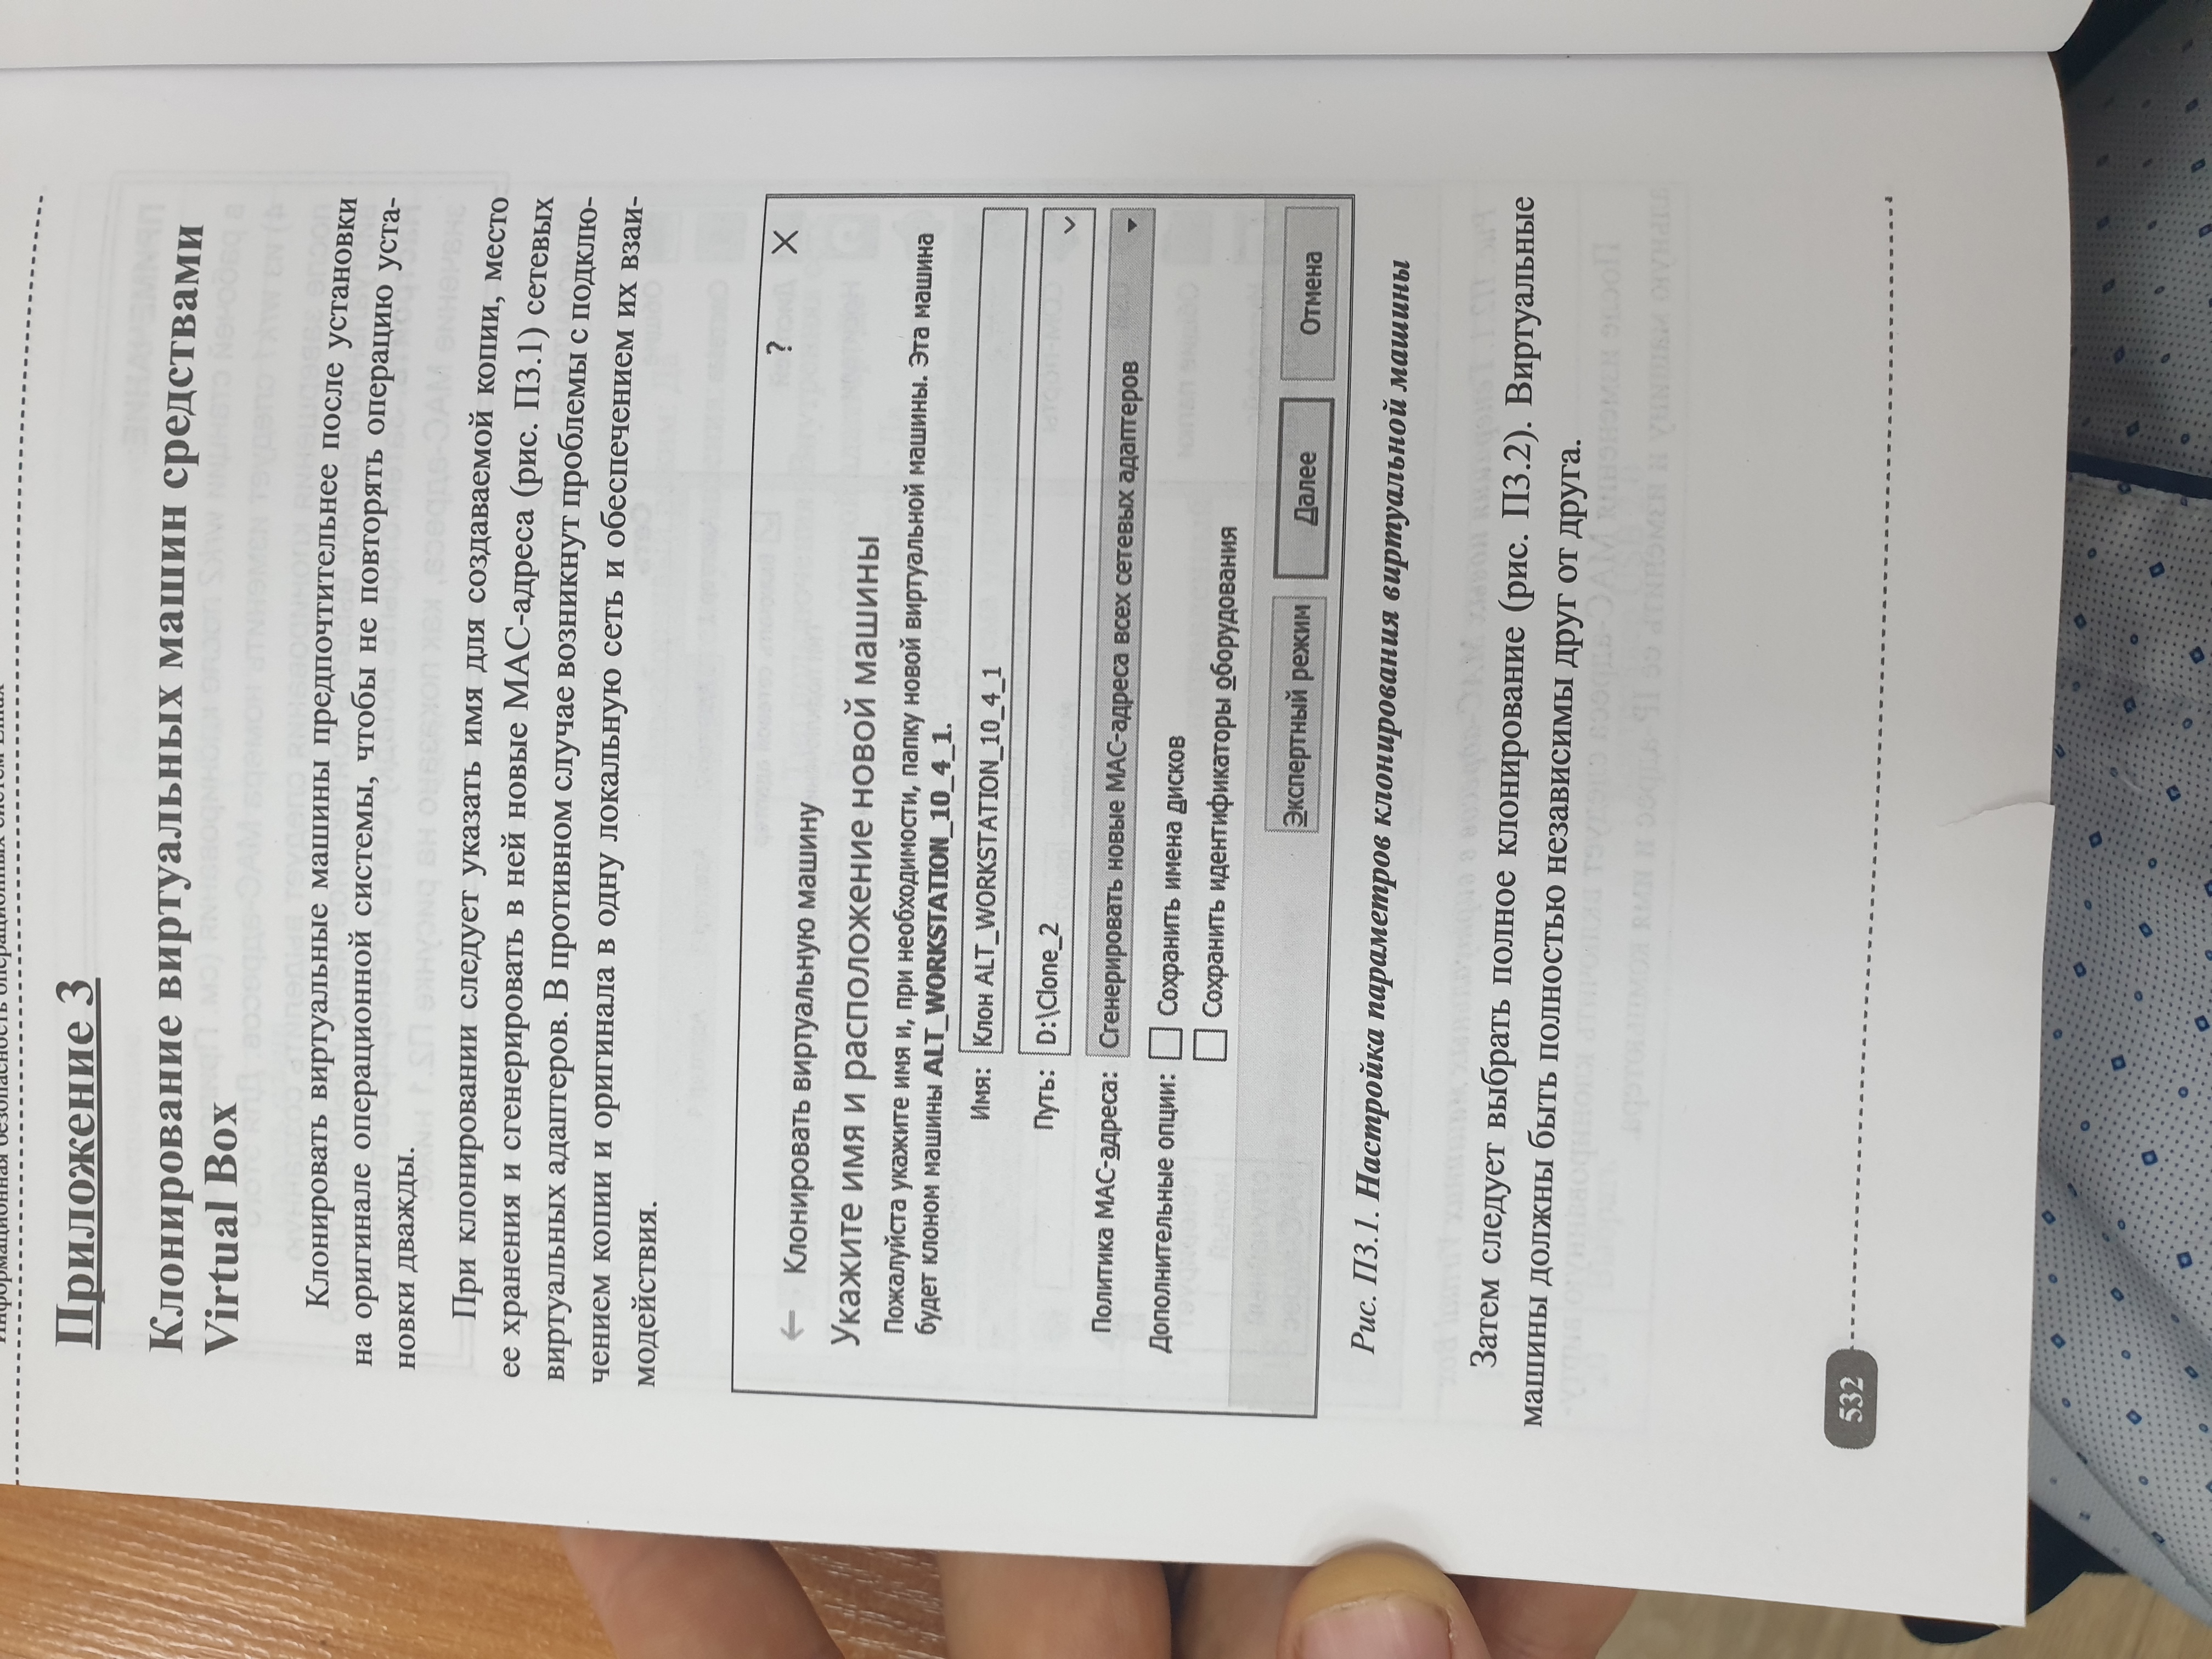 Информационная безопасность операционных систем
Приложение 3
Клонирование виртуальных машин средствами
Virtual Box
Клонировать виртуальные машины предпочтительнее после установки
на оригинале операционной системы, чтобы не повторять операцию уста-
новки дважды.
При клонировании следует указать имя для создаваемой копии, место
ее хранения и сгенерировать в ней новые MAC-адреса (рис. П3.1) сетевых
виртуальных адаптеров. В противном случае возникнут проблемы с подклю-
чением копии и оригинала в одну локальную сеть и обеспечением их взаи-
модействия.
← Клонировать виртуальную машину ? X
Укажите имя и расположение новой машины
Пожалуйста укажите имя и, при необходимости, папку новой виртуальной машины. Эта машина
будет клоном машины ALT_WORKSTATION_10_4_1.
Имя: Клон ALT_WORKSTATION_10_4_1
Путь: D:\Clone_2
Политика MAC-адреса: Сгенерировать новые MAC-адреса всех сетевых адаптеров
Дополнительные опции: Сохранить имена дисков
Сохранить идентификаторы оборудования
Экспертный режим Далее Отмена
Рис. П3.1. Настройка параметров клонирования виртуальной машины
Затем следует выбрать полное клонирование (рис. П3.2). Виртуальные
машины должны быть полностью независимы друг от друга.
532